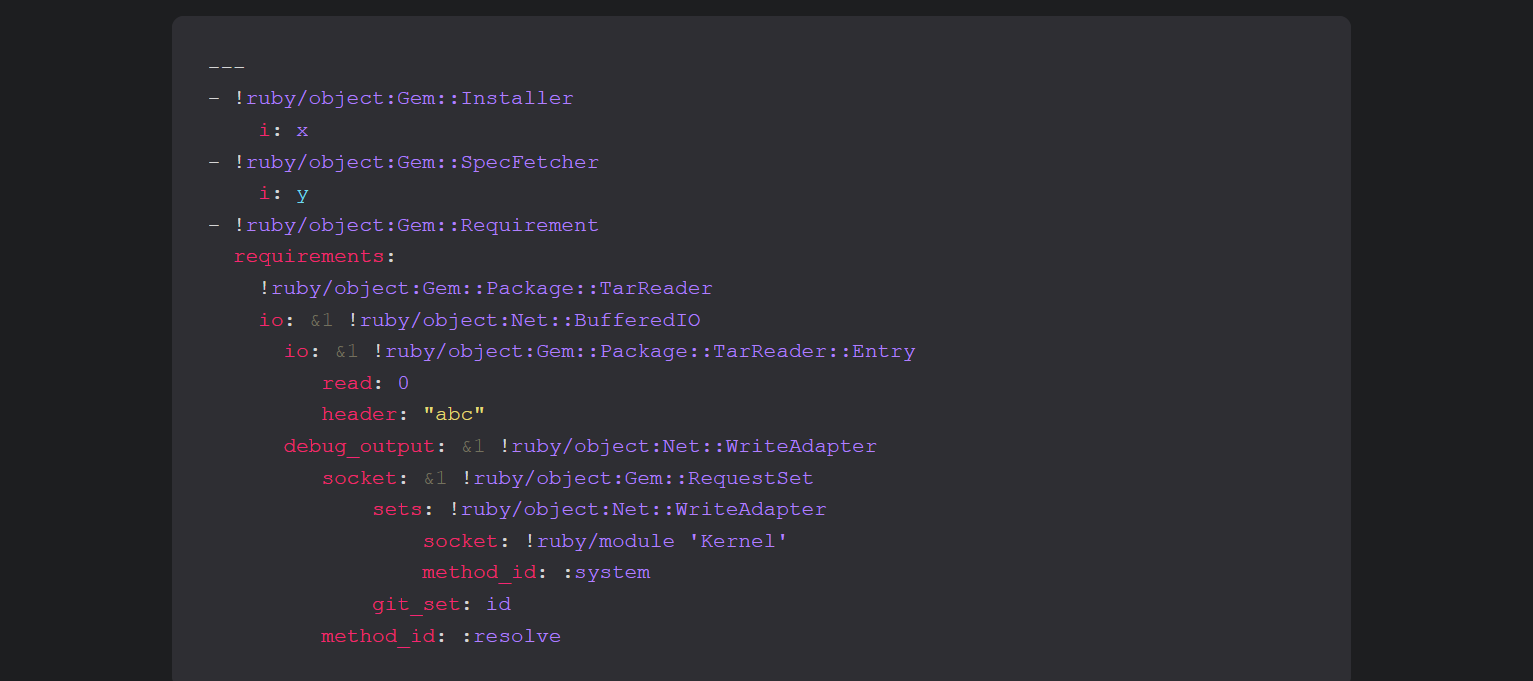 ---
- !ruby/object:Gem::Installer
    i: x
- !ruby/object:Gem::SpecFetcher
    i: y
- !ruby/object:Gem::Requirement
  requirements:
    !ruby/object:Gem::Package::TarReader
    io: &1 !ruby/object:Net::BufferedIO
      io: &1 !ruby/object:Gem::Package::TarReader::Entry
         read: 0
         header: "abc"
      debug_output: &1 !ruby/object:Net::WriteAdapter
         socket: &1 !ruby/object:Gem::RequestSet
             sets: !ruby/object:Net::WriteAdapter
                 socket: !ruby/module 'Kernel'
                 method_id: :system
             git_set: id
         method_id: :resolve